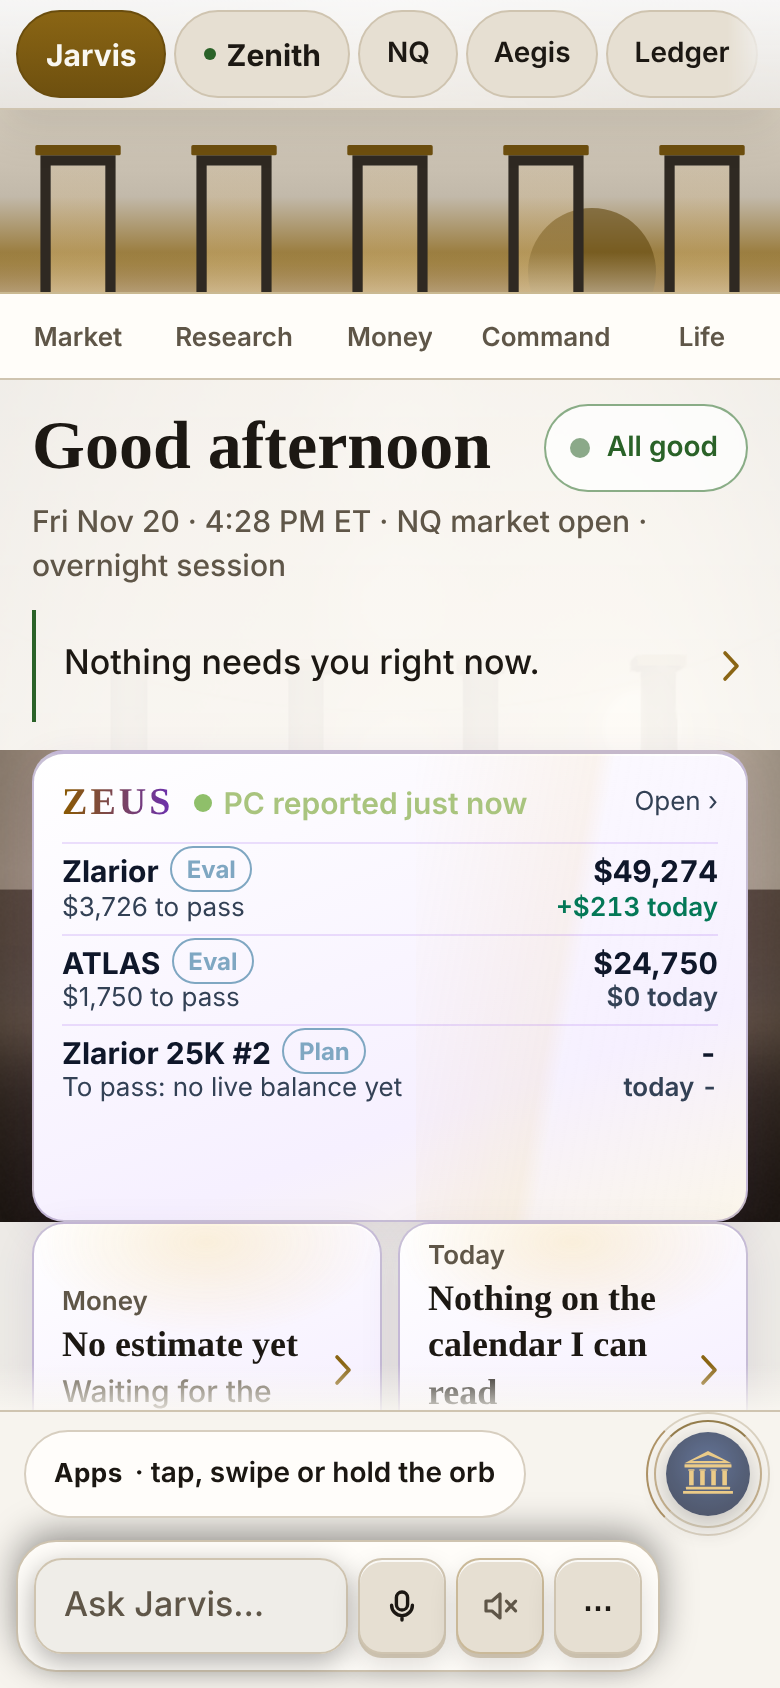 Jarvis
Zenith
NQ
Aegis
Ledger
Market
Research
Money
Command
Life
Good afternoon
All good
Fri Nov 20 · 4:28 PM ET · NQ market open ·
overnight session
Nothing needs you right now.
ZEUS
PC reported just now
Open ›
Zlarior Eval
$49,274
$3,726 to pass
+$213 today
ATLAS Eval
$24,750
$1,750 to pass
$0 today
Zlarior 25K #2 Plan
-
To pass: no live balance yet
today -
Money
No estimate yet
Waiting for the
Today
Nothing on the
calendar I can
read
Apps · tap, swipe or hold the orb
Ask Jarvis...
...